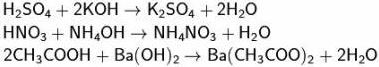 H₂SO₄ + 2KOH → K₂SO₄ + 2H₂O
HNO₃ + NH₄OH → NH₄NO₃ + H₂O
2CH₃COOH + Ba(OH)₂ → Ba(CH₃COO)₂ + 2H₂O